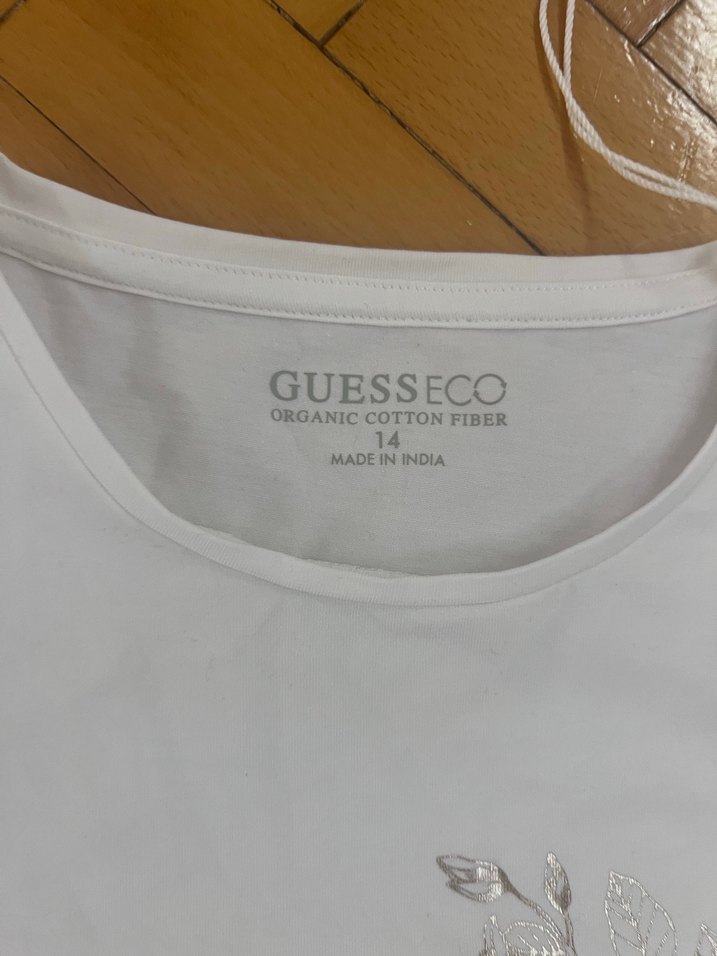 GUESSECO
ORGANIC COTTON FIBER
14
MADE IN INDIA